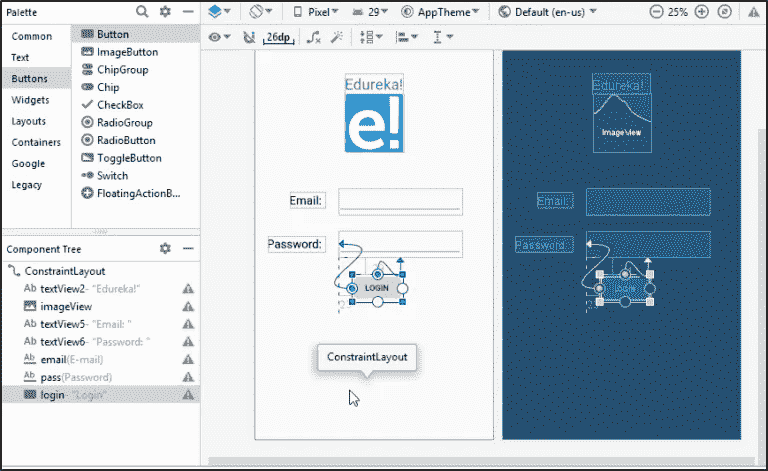 Palette
Pixel 29 AppTheme Default (en-us) 25%
Common
Text
Buttons
Widgets
Layouts
Containers
Google
Legacy
Button
ImageButton
ChipGroup
Chip
CheckBox
RadioGroup
RadioButton
ToggleButton
Switch
FloatingActionB...
26dp
Component Tree
ConstraintLayout
Ab textView2- "Edureka!"
imageView
Ab textView5- "Email: "
Ab textView6- "Password: "
Ab email(E-mail)
Ab pass(Password)
login- "Login"
Edureka!
e!
Email:
Password:
LOGIN
ConstraintLayout
Edureka!
ImageView
Email:
Password
Login